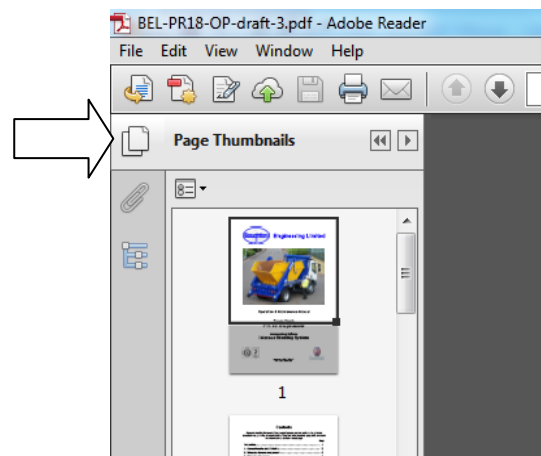 BEL-PR18-OP-draft-3.pdf - Adobe Reader
File Edit View Window Help
Page Thumbnails
Engineering Limited
1
Contents